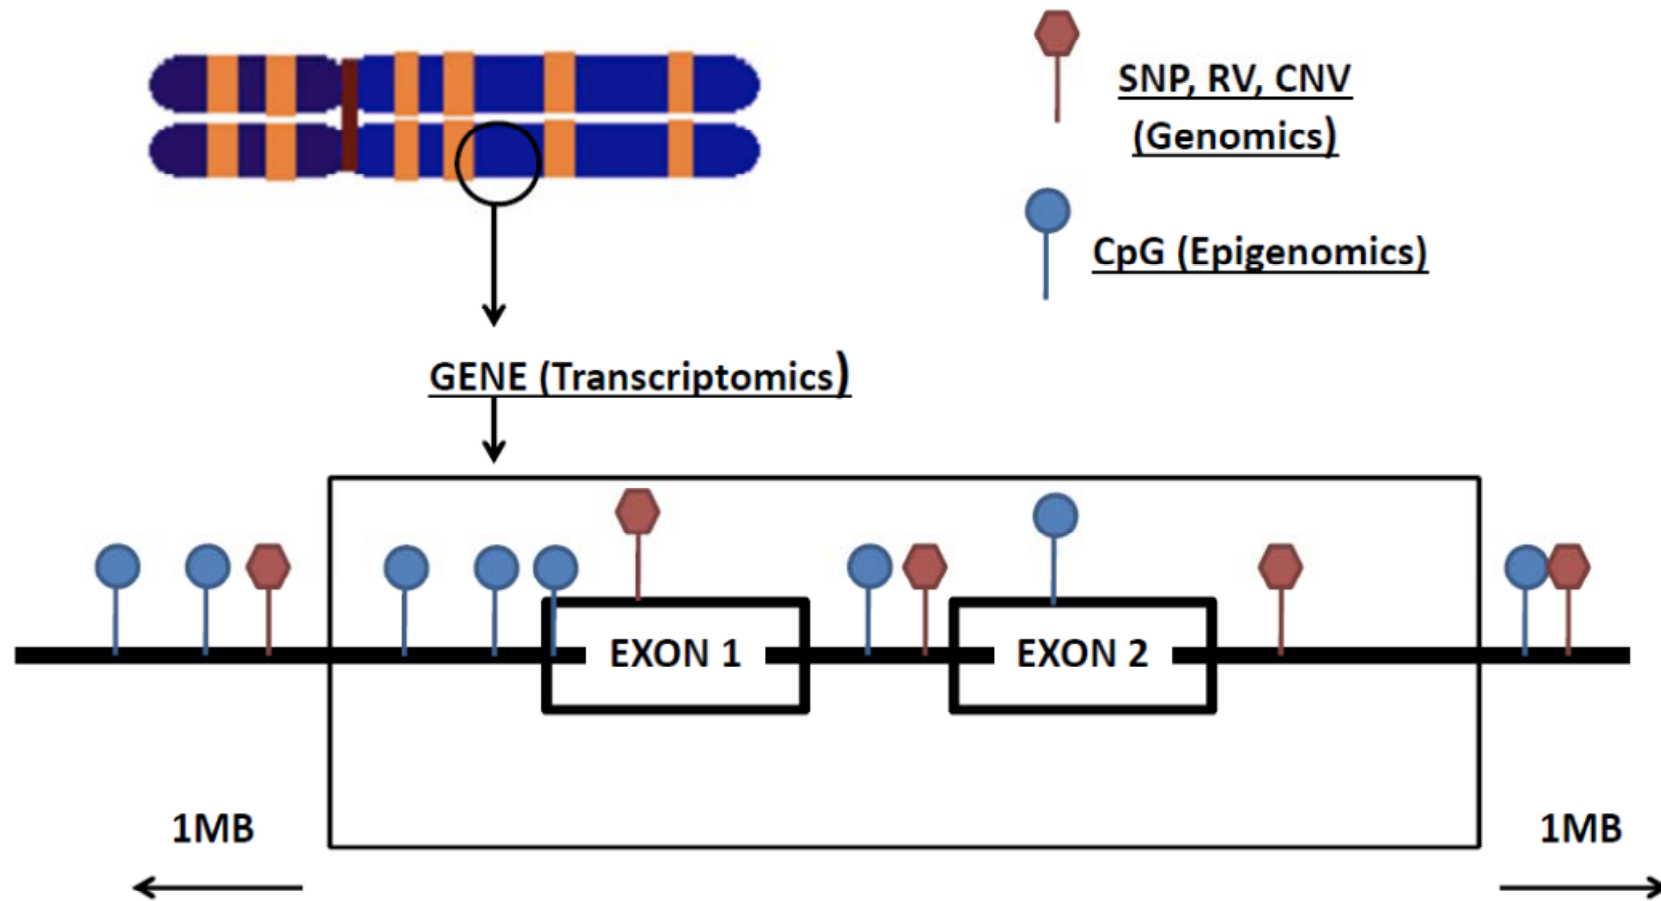 SNP, RV, CNV
(Genomics)
CpG (Epigenomics)
GENE (Transcriptomics)
EXON 1
EXON 2
1MB
1MB